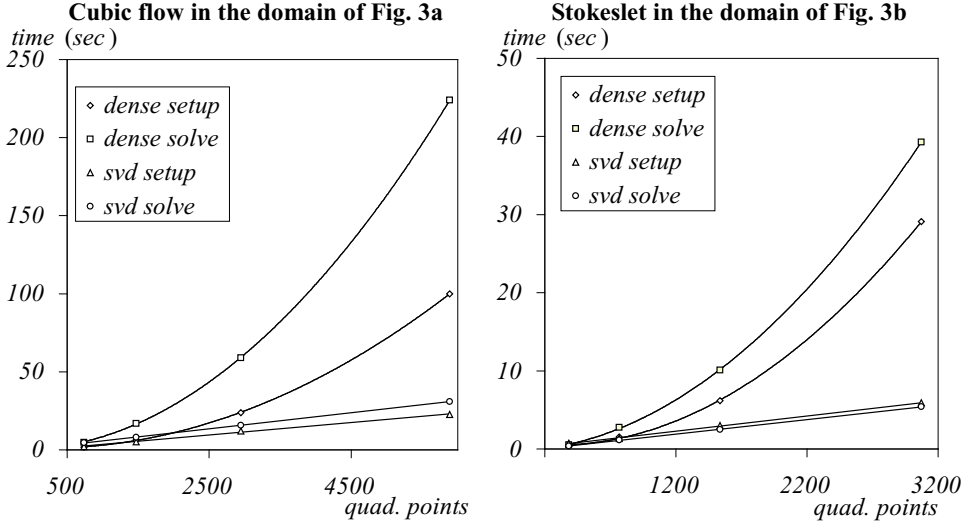 Cubic flow in the domain of Fig. 3a
time (sec)
250
200
150
100
50
0
500
2500
4500
quad. points
dense setup
dense solve
svd setup
svd solve
Stokeslet in the domain of Fig. 3b
time (sec)
50
40
30
20
10
0
1200
2200
3200
quad. points
dense setup
dense solve
svd setup
svd solve